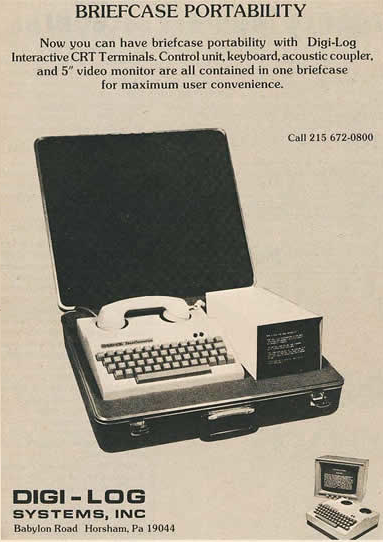 BRIEFCASE PORTABILITY
Now you can have briefcase portability with Digi-Log
Interactive CRT Terminals. Control unit, keyboard, acoustic coupler,
and 5″ video monitor are all contained in one briefcase
for maximum user convenience.
Call 215 672-0800
DIGI-LOG
SYSTEMS, INC
Babylon Road Horsham, Pa 19044